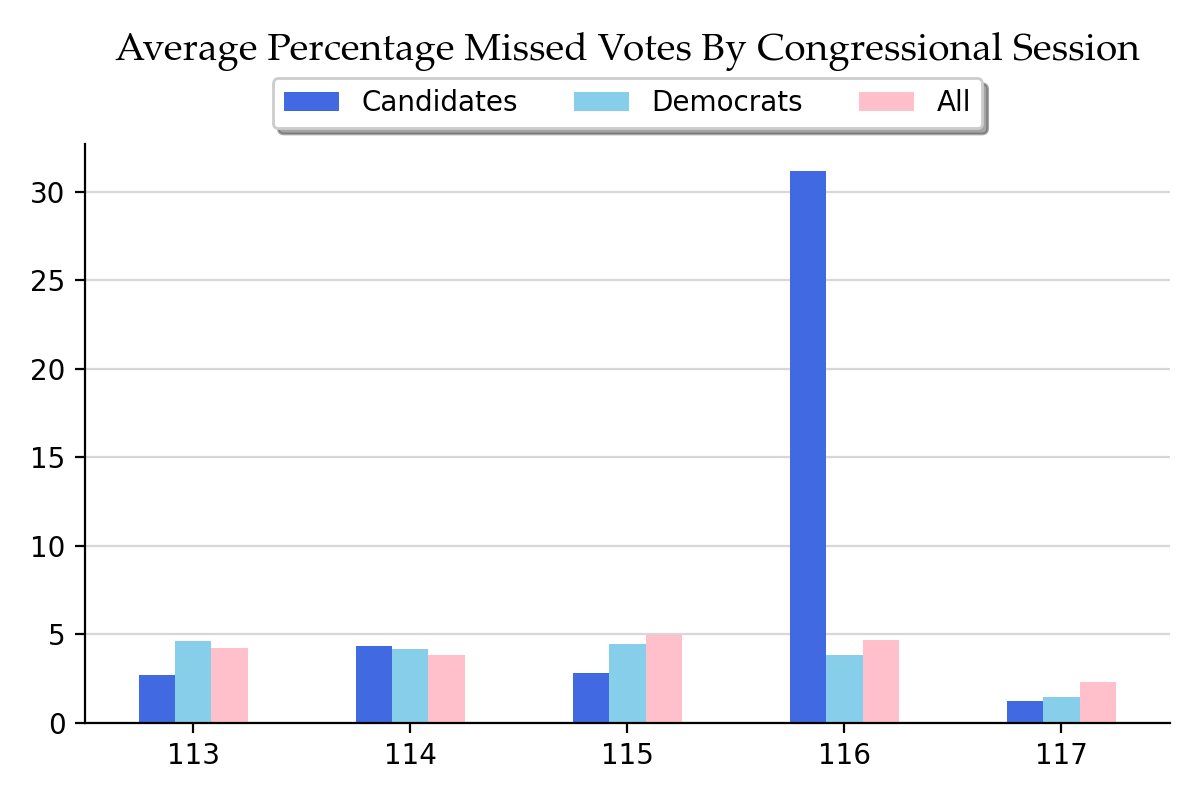 Average Percentage Missed Votes By Congressional Session
Candidates Democrats All
30
25
20
15
10
5
0
113 114 115 116 117